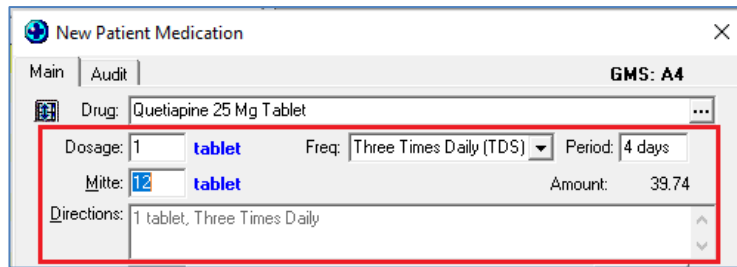 New Patient Medication
Main Audit GMS: A4
Drug: Quetiapine 25 Mg Tablet ...
Dosage: 1 tablet Freq: Three Times Daily (TDS) Period: 4 days
Mitte: 12 tablet Amount: 39.74
Directions: 1 tablet, Three Times Daily